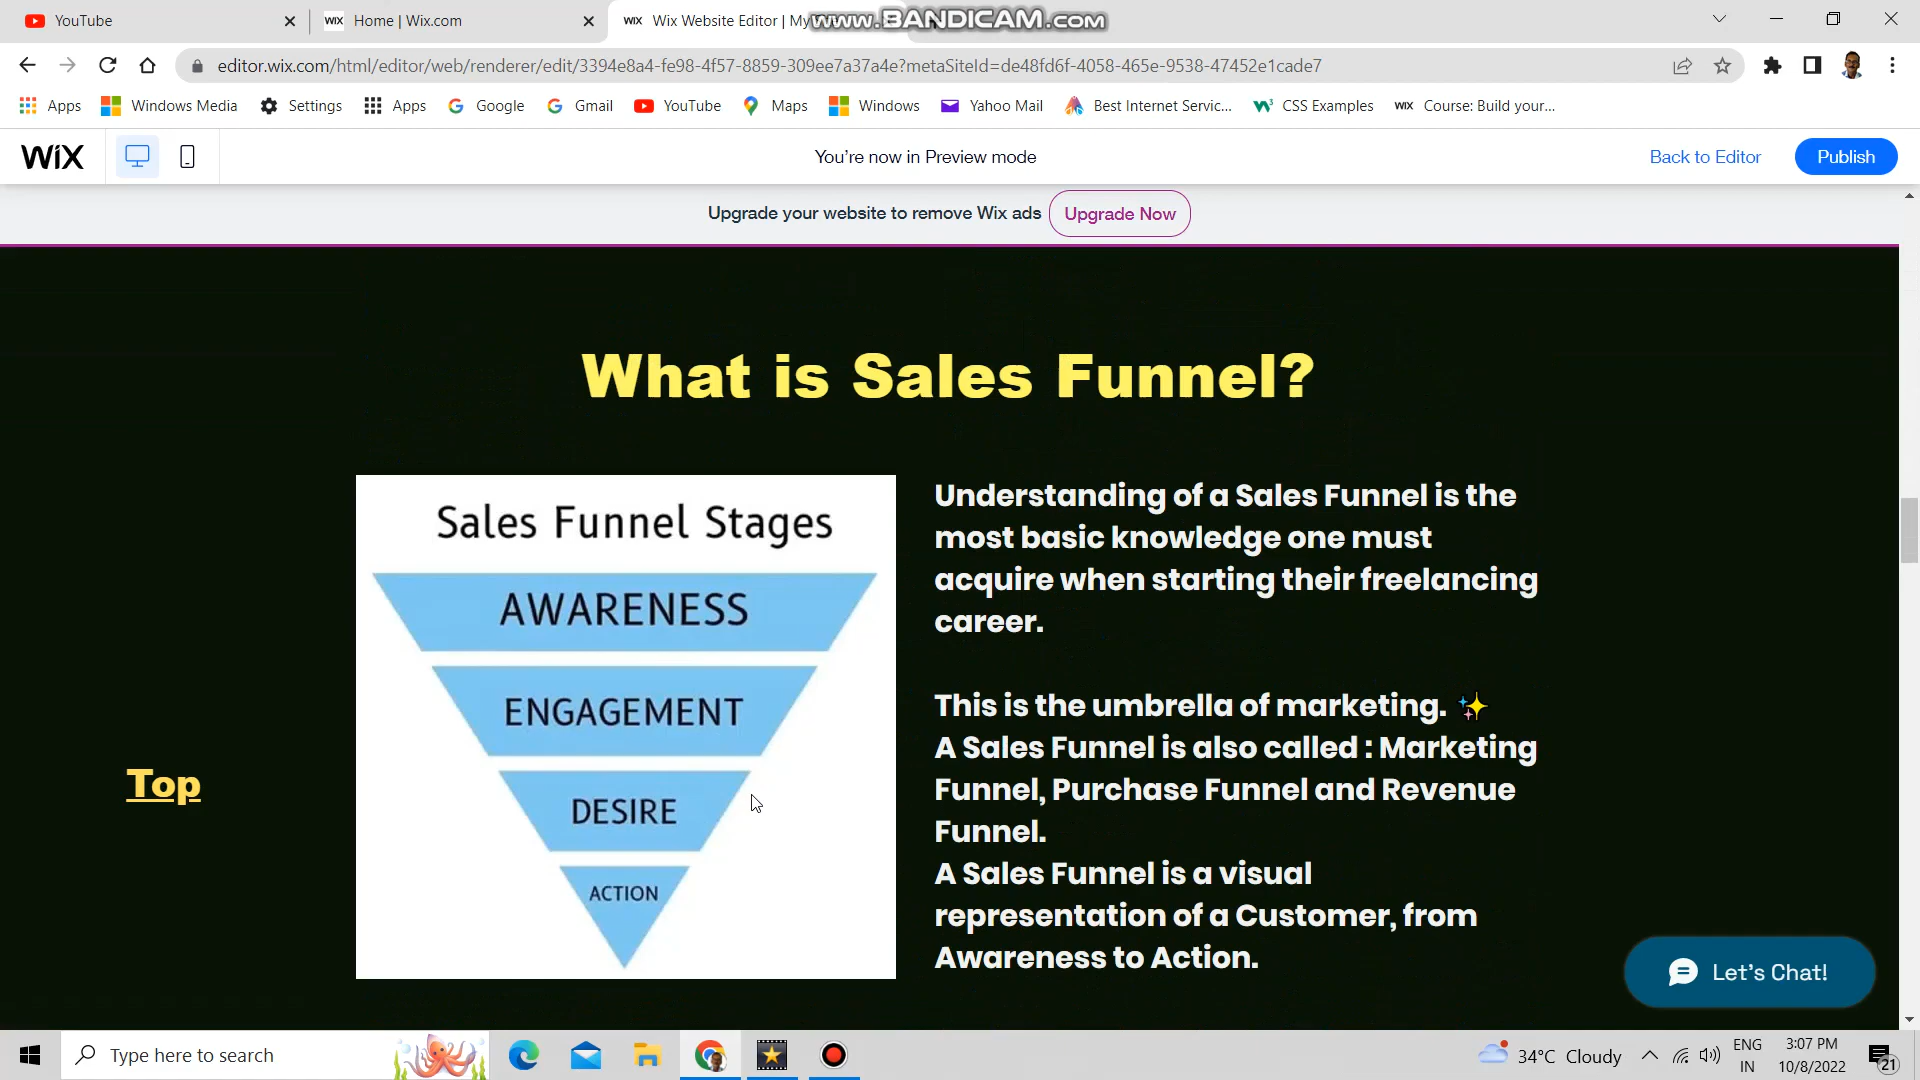 YouTube
WiX Home | Wix.com
WiX Wix Website Editor | My
www.BANDICAM.com
editor.wix.com/html/editor/web/renderer/edit/3394e8a4-fe98-4f57-8859-309ee7a37a4e?metaSiteId=de48fd6f-4058-465e-9538-47452e1cade7
Apps Windows Media Settings Apps Google Gmail YouTube Maps Windows Yahoo Mail Best Internet Servic... CSS Examples WiX Course: Build your...
WiX You're now in Preview mode Back to Editor Publish
Upgrade your website to remove Wix ads Upgrade Now
What is Sales Funnel?
Sales Funnel Stages
AWARENESS
ENGAGEMENT
DESIRE
ACTION
Top
Understanding of a Sales Funnel is the
most basic knowledge one must
acquire when starting their freelancing
career.
This is the umbrella of marketing. ✨
A Sales Funnel is also called : Marketing
Funnel, Purchase Funnel and Revenue
Funnel.
A Sales Funnel is a visual
representation of a Customer, from
Awareness to Action.
Let's Chat!
Type here to search
34°C Cloudy
ENG
IN
3:07 PM
10/8/2022
21